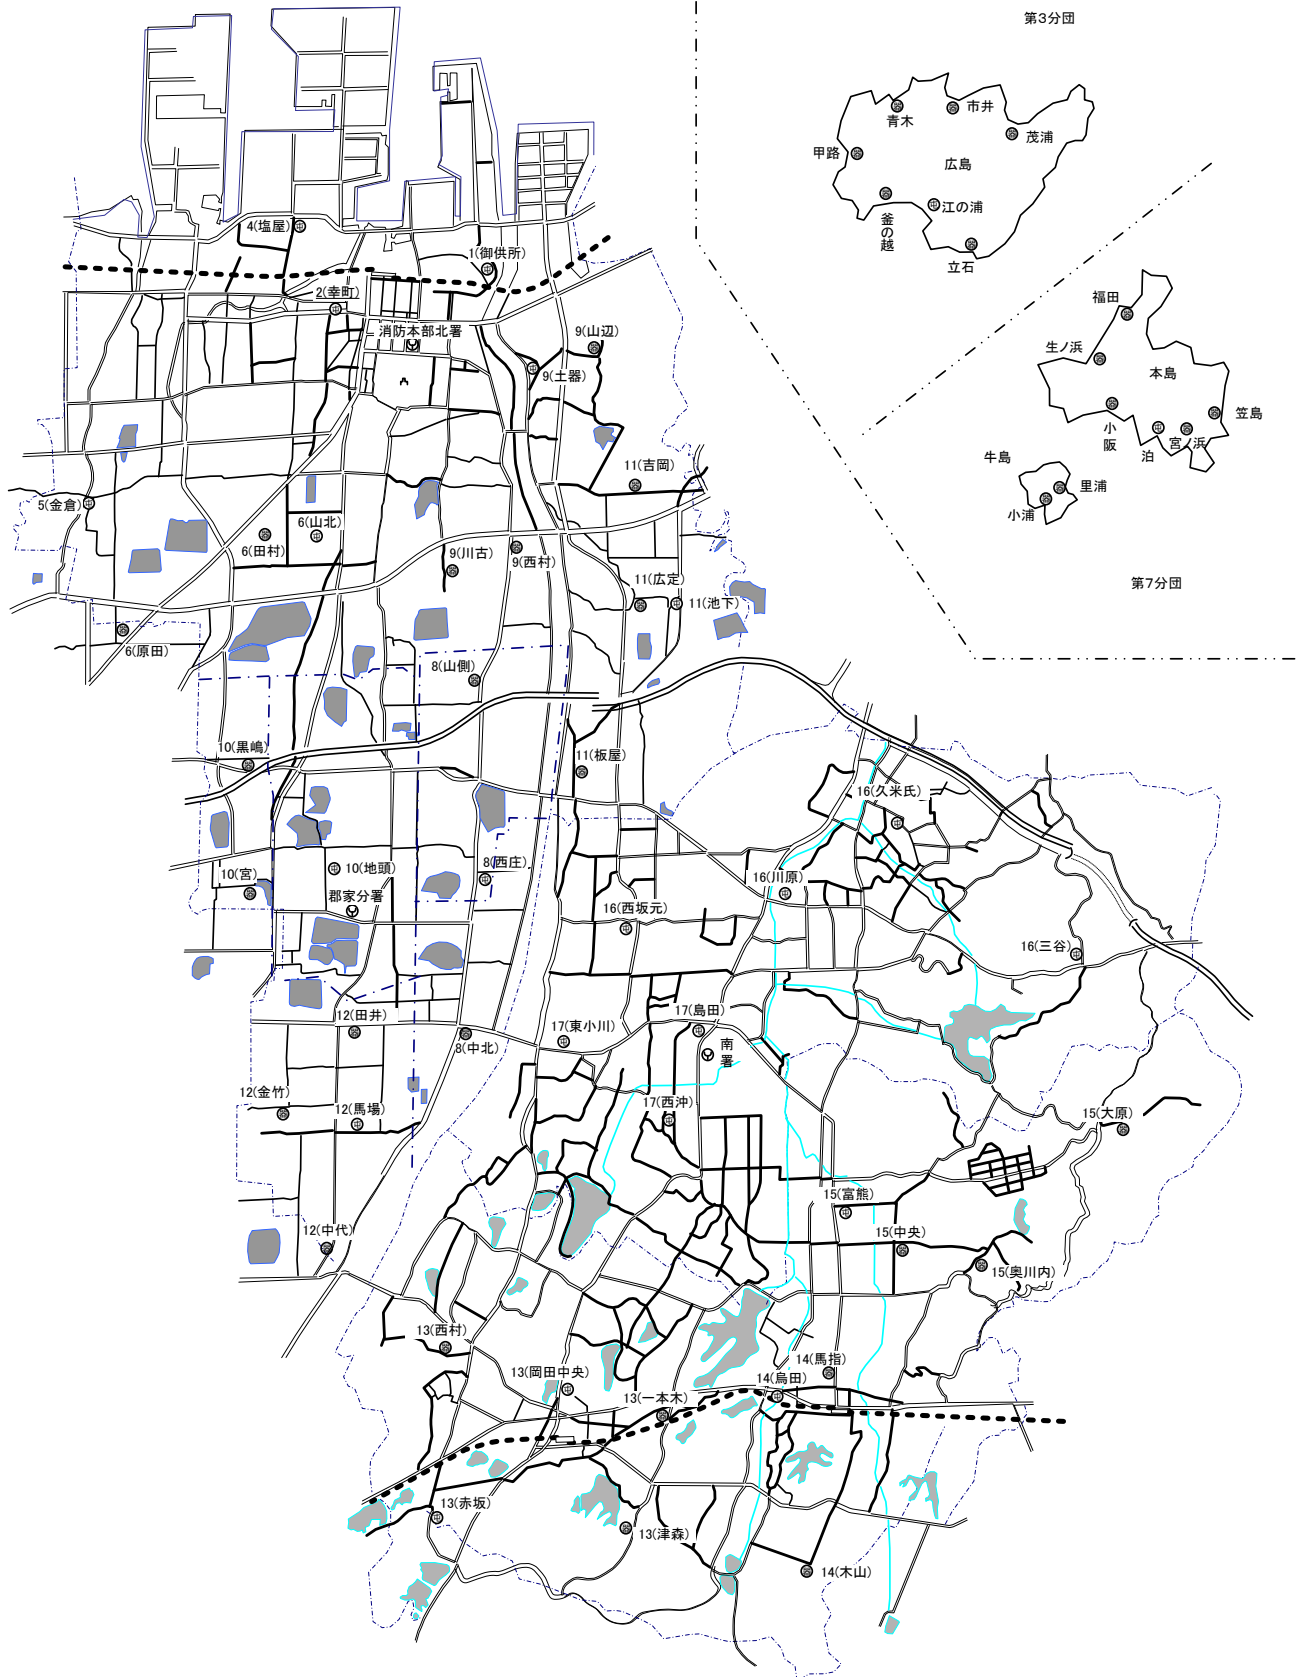 第3分団
青木
市井
茂浦
甲路
広島
釜の越
江の浦
立石
福田
生ノ浜
本島
笠島
小阪
泊
宮ノ浜
牛島
里浦
小浦
第7分団
4(塩屋)
1(御供所)
2(幸町)
消防本部北署
9(山辺)
9(土器)
11(吉岡)
5(金倉)
6(山北)
6(田村)
9(川古)
9(西村)
11(広定)
11(池下)
6(原田)
8(山側)
10(黒嶋)
11(板屋)
16(久米氏)
10(宮)
10(地頭)
8(西庄)
16(川原)
郡家分署
16(西坂元)
16(三谷)
12(田井)
8(中北)
17(東小川)
17(島田)
南署
12(金竹)
12(馬場)
17(西沖)
15(大原)
15(富熊)
12(中代)
15(中央)
15(奥川内)
13(西村)
13(岡田中央)
14(馬指)
14(烏田)
13(一本木)
13(赤坂)
13(津森)
14(木山)